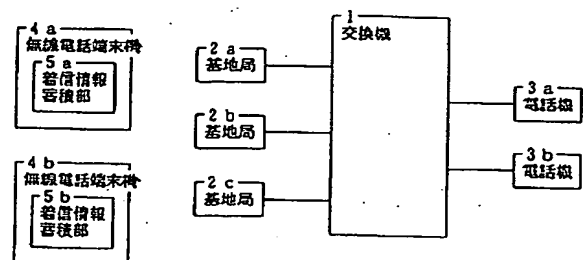 4a
無線電話端末機
5a
着信情報
蓄積部
4b
無線電話端末機
5b
着信情報
蓄積部
2a
基地局
2b
基地局
2c
基地局
1
交換機
3a
電話機
3b
電話機